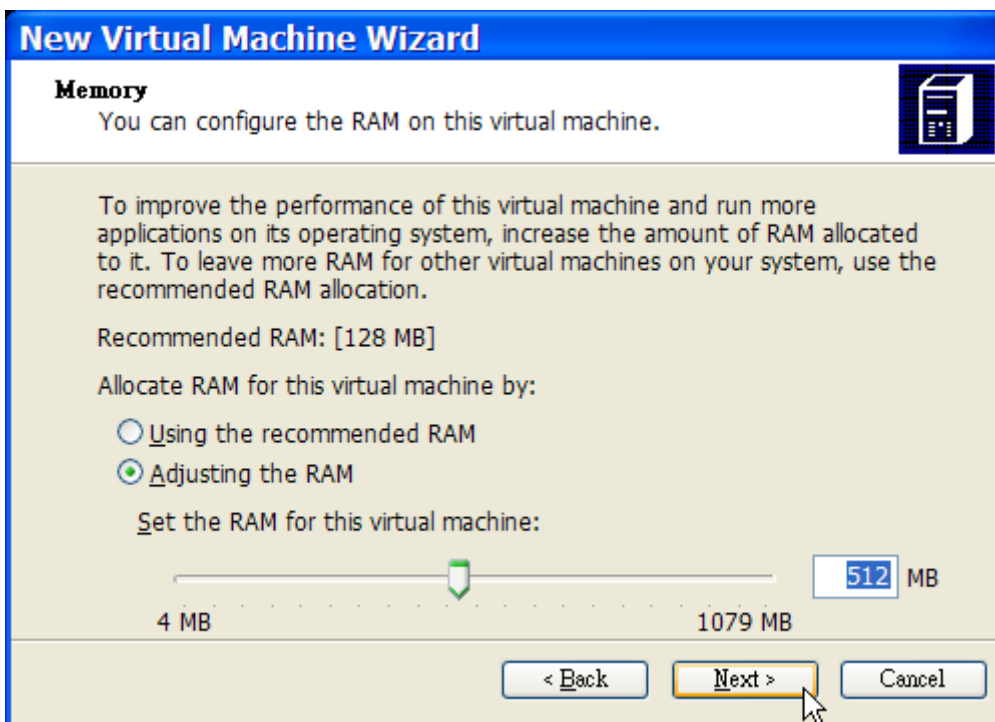 New Virtual Machine Wizard
Memory
You can configure the RAM on this virtual machine.
To improve the performance of this virtual machine and run more
applications on its operating system, increase the amount of RAM allocated
to it. To leave more RAM for other virtual machines on your system, use the
recommended RAM allocation.
Recommended RAM: [128 MB]
Allocate RAM for this virtual machine by:
Using the recommended RAM
Adjusting the RAM
Set the RAM for this virtual machine:
512 MB
4 MB 1079 MB
< Back Next > Cancel